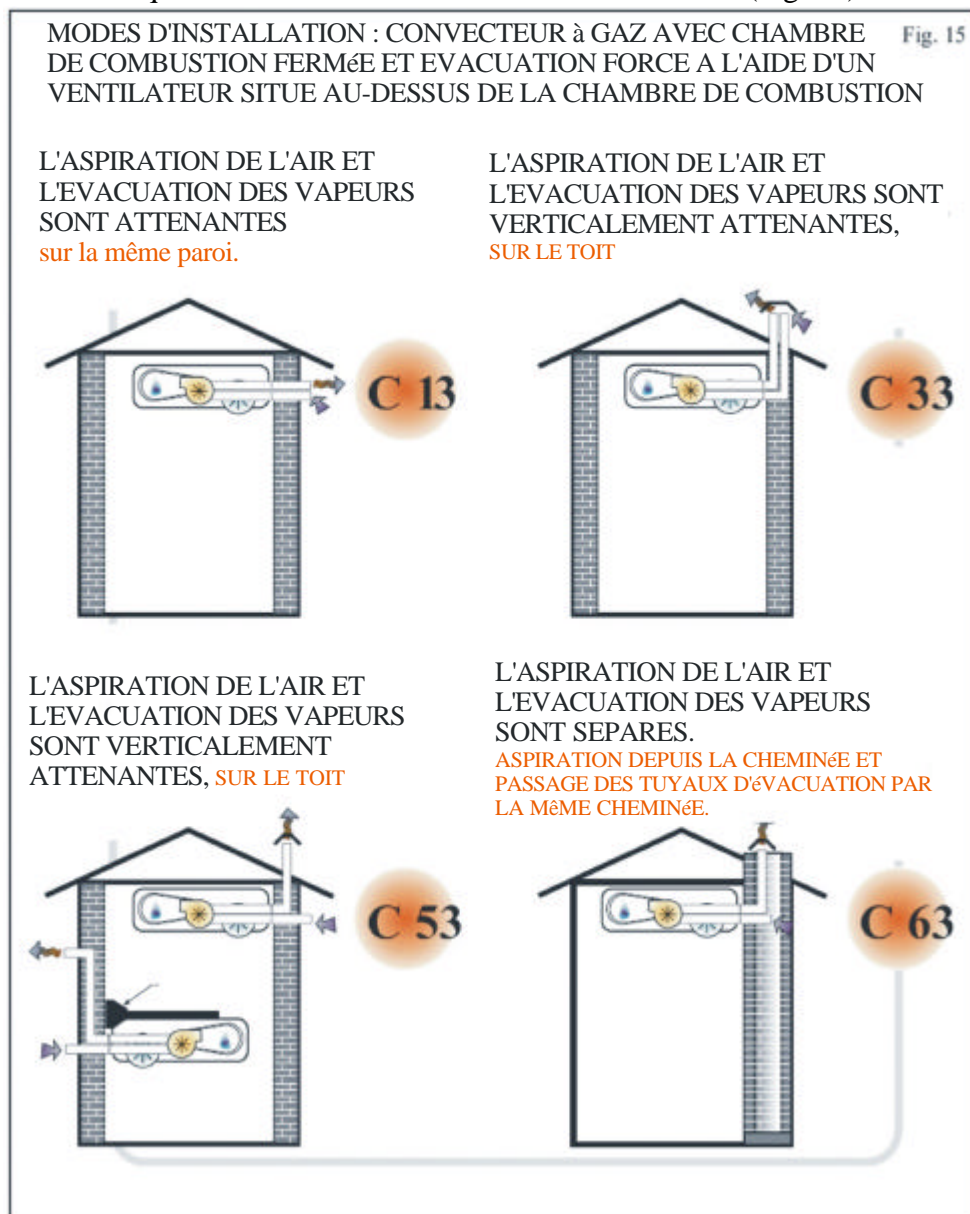 MODES D'INSTALLATION : CONVECTEUR à GAZ AVEC CHAMBRE
DE COMBUSTION FERMéE ET EVACUATION FORCE A L'AIDE D'UN
VENTILATEUR SITUE AU-DESSUS DE LA CHAMBRE DE COMBUSTION
Fig. 15
L'ASPIRATION DE L'AIR ET
L'EVACUATION DES VAPEURS
SONT ATTENANTES
sur la même paroi.
L'ASPIRATION DE L'AIR ET
L'EVACUATION DES VAPEURS SONT
VERTICALEMENT ATTENANTES,
SUR LE TOIT
C 13
C 33
L'ASPIRATION DE L'AIR ET
L'EVACUATION DES VAPEURS
SONT VERTICALEMENT
ATTENANTES, SUR LE TOIT
L'ASPIRATION DE L'AIR ET
L'EVACUATION DES VAPEURS
SONT SEPARES.
ASPIRATION DEPUIS LA CHEMINéE ET
PASSAGE DES TUYAUX D'éVACUATION PAR
LA MêME CHEMINéE.
C 53
C 63